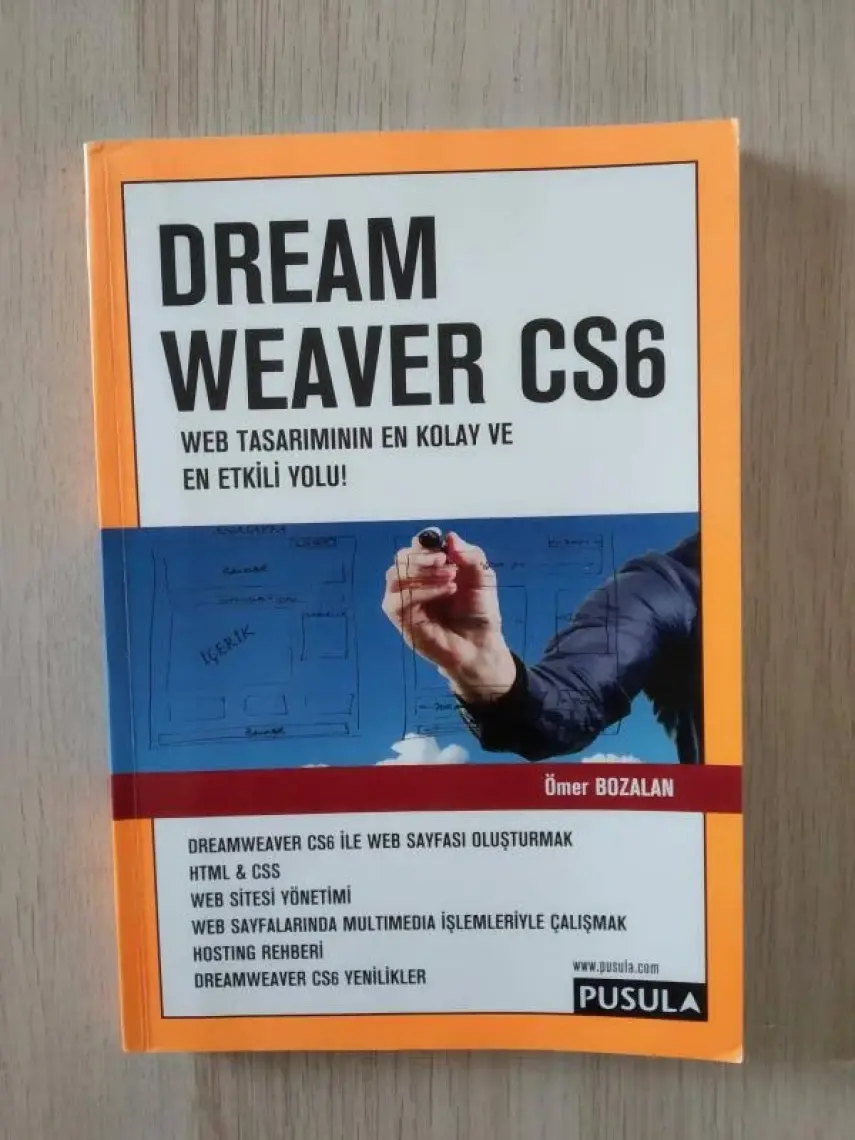 DREAM
WEAVER CS6
WEB TASARIMININ EN KOLAY VE
EN ETKİLİ YOLU!
İÇERİK
Ömer BOZALAN
DREAMWEAVER CS6 İLE WEB SAYFASI OLUŞTURMAK
HTML & CSS
WEB SİTESİ YÖNETİMİ
WEB SAYFALARINDA MULTIMEDIA İŞLEMLERİYLE ÇALIŞMAK
HOSTING REHBERİ
DREAMWEAVER CS6 YENİLİKLER
www.pusula.com
PUSULA